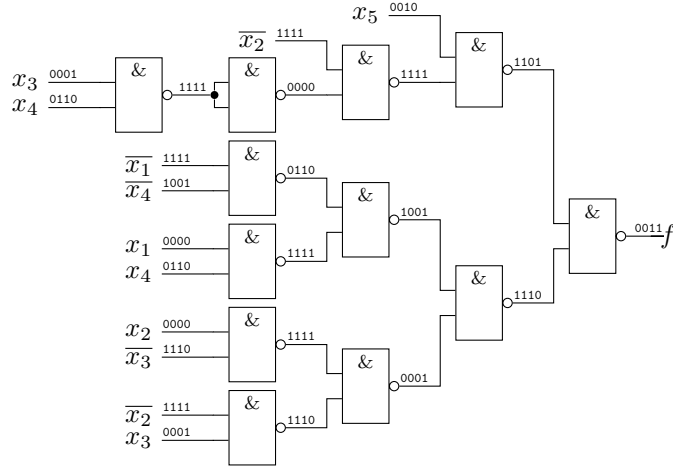 x₅ 0010
x̅₂ 1111
& & & &
x₃ 0001 1111 0000 1111 1101
x₄ 0110
x̅₁ 1111 & 0110
x̅₄ 1001
& 1001
& 0011 f
x₁ 0000 & 1111
x₄ 0110
& 1110
x₂ 0000 & 1111
x̅₃ 1110
& 0001
x̅₂ 1111 & 1110
x₃ 0001